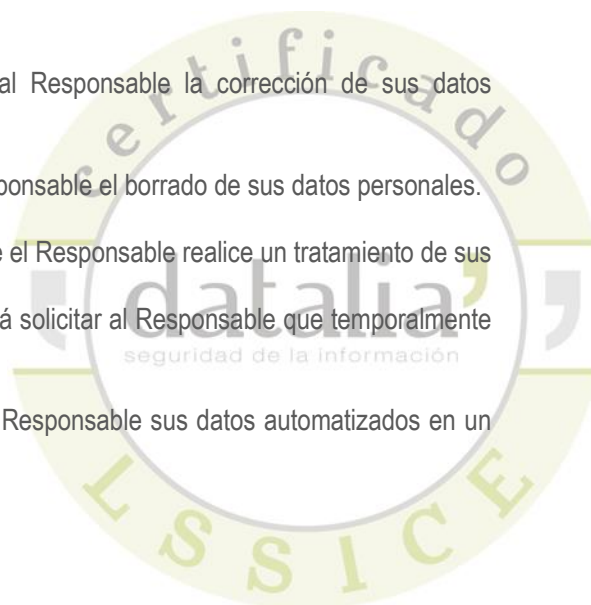 al Responsable la corrección de sus datos
ponsable el borrado de sus datos personales.
e el Responsable realice un tratamiento de sus
á solicitar al Responsable que temporalmente
Responsable sus datos automatizados en un
certificado
datalia
seguridad de la información
LSSICE